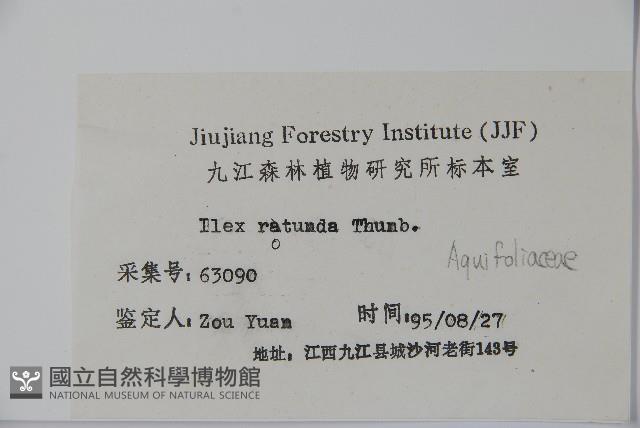 Jiujiang Forestry Institute (JJF)
九江森林植物研究所标本室
Ilex ratunda Thunb.
o
Aquifoliaceae
采集号: 63090
鉴定人: Zou Yuan 时间: 95/08/27
地址: 江西九江县城沙河老街143号
國立自然科學博物館
NATIONAL MUSEUM OF NATURAL SCIENCE